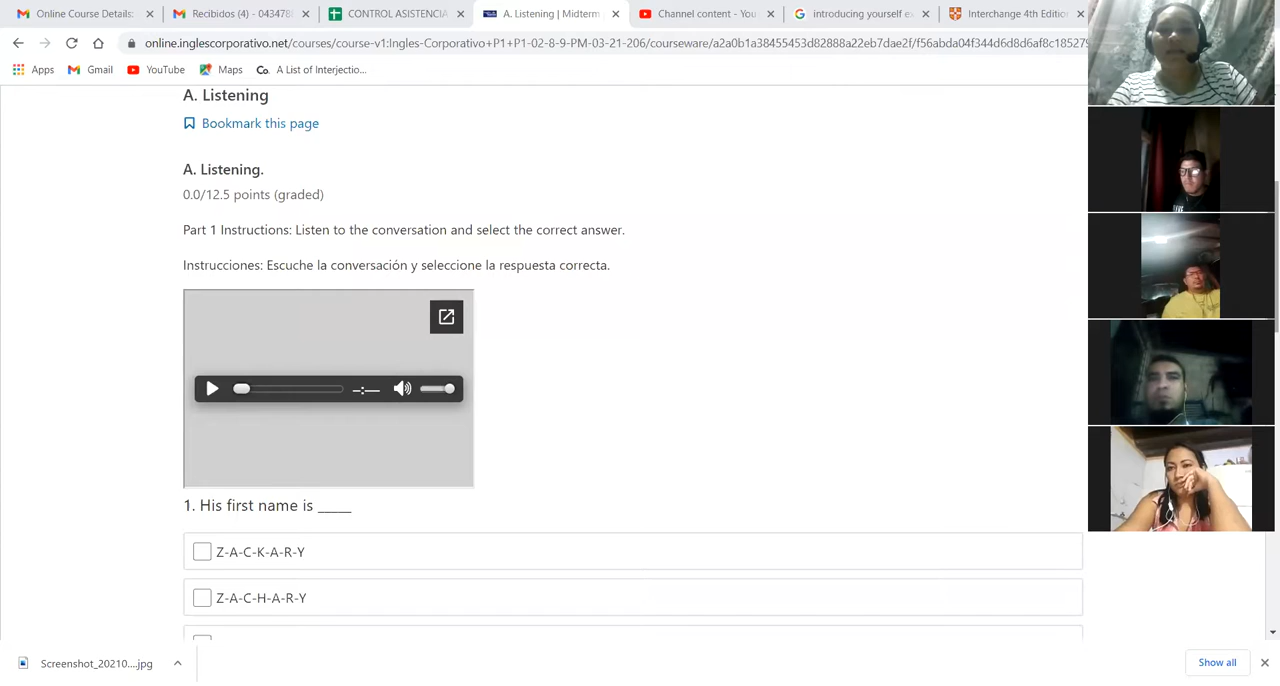 Online Course Details:
Recibidos (4) - 043478
CONTROL ASISTENCIA
A. Listening | Midterm
Channel content - You
introducing yourself e
Interchange 4th Edition
online.inglescorporativo.net/courses/course-v1:Ingles-Corporativo+P1+P1-02-8-9-PM-03-21-206/courseware/a2a0b1a38455453d82888a22eb7dae2f/f56abda04f344d6d8d6af8c18527
Apps
Gmail
YouTube
Maps
Co. A List of Interjectio...
A. Listening
Bookmark this page
A. Listening.
0.0/12.5 points (graded)
Part 1 Instructions: Listen to the conversation and select the correct answer.
Instrucciones: Escuche la conversación y seleccione la respuesta correcta.
-:--
1. His first name is _____
Z-A-C-K-A-R-Y
Z-A-C-H-A-R-Y
Screenshot_20210....jpg
Show all